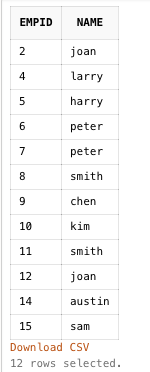 EMPID NAME
2 joan
4 larry
5 harry
6 peter
7 peter
8 smith
9 chen
10 kim
11 smith
12 joan
14 austin
15 sam
Download CSV
12 rows selected.